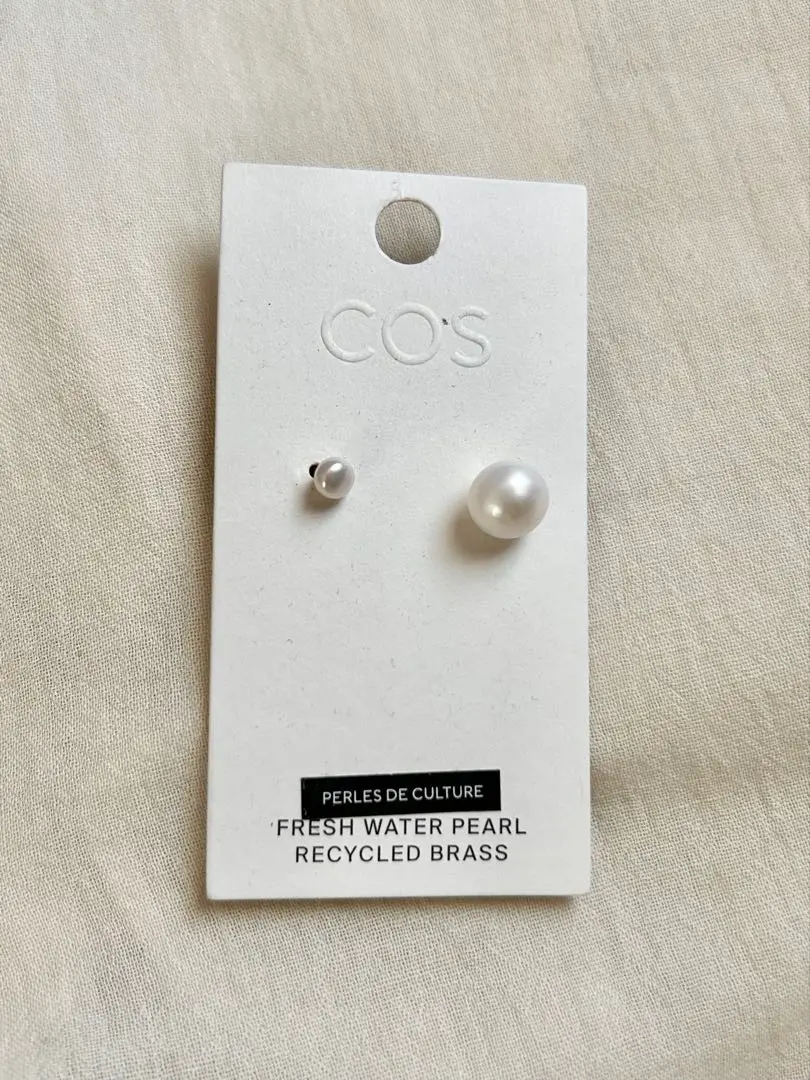 COS
PERLES DE CULTURE
FRESH WATER PEARL
RECYCLED BRASS